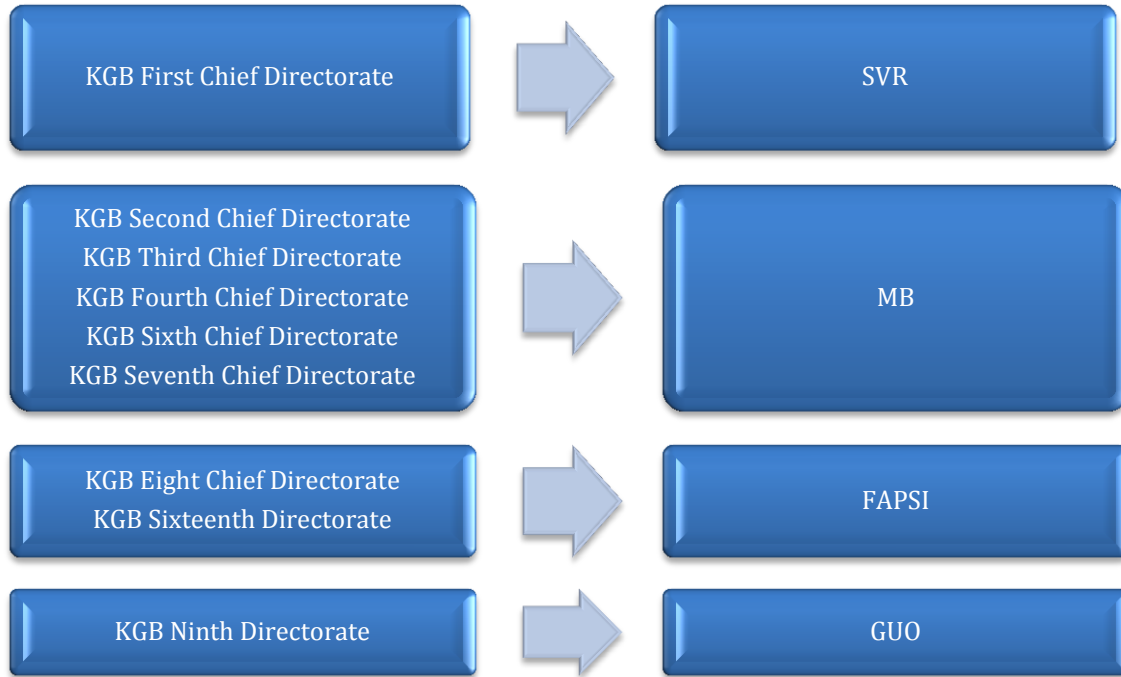 KGB First Chief Directorate
SVR
KGB Second Chief Directorate
KGB Third Chief Directorate
KGB Fourth Chief Directorate
KGB Sixth Chief Directorate
KGB Seventh Chief Directorate
MB
KGB Eight Chief Directorate
KGB Sixteenth Directorate
FAPSI
KGB Ninth Directorate
GUO